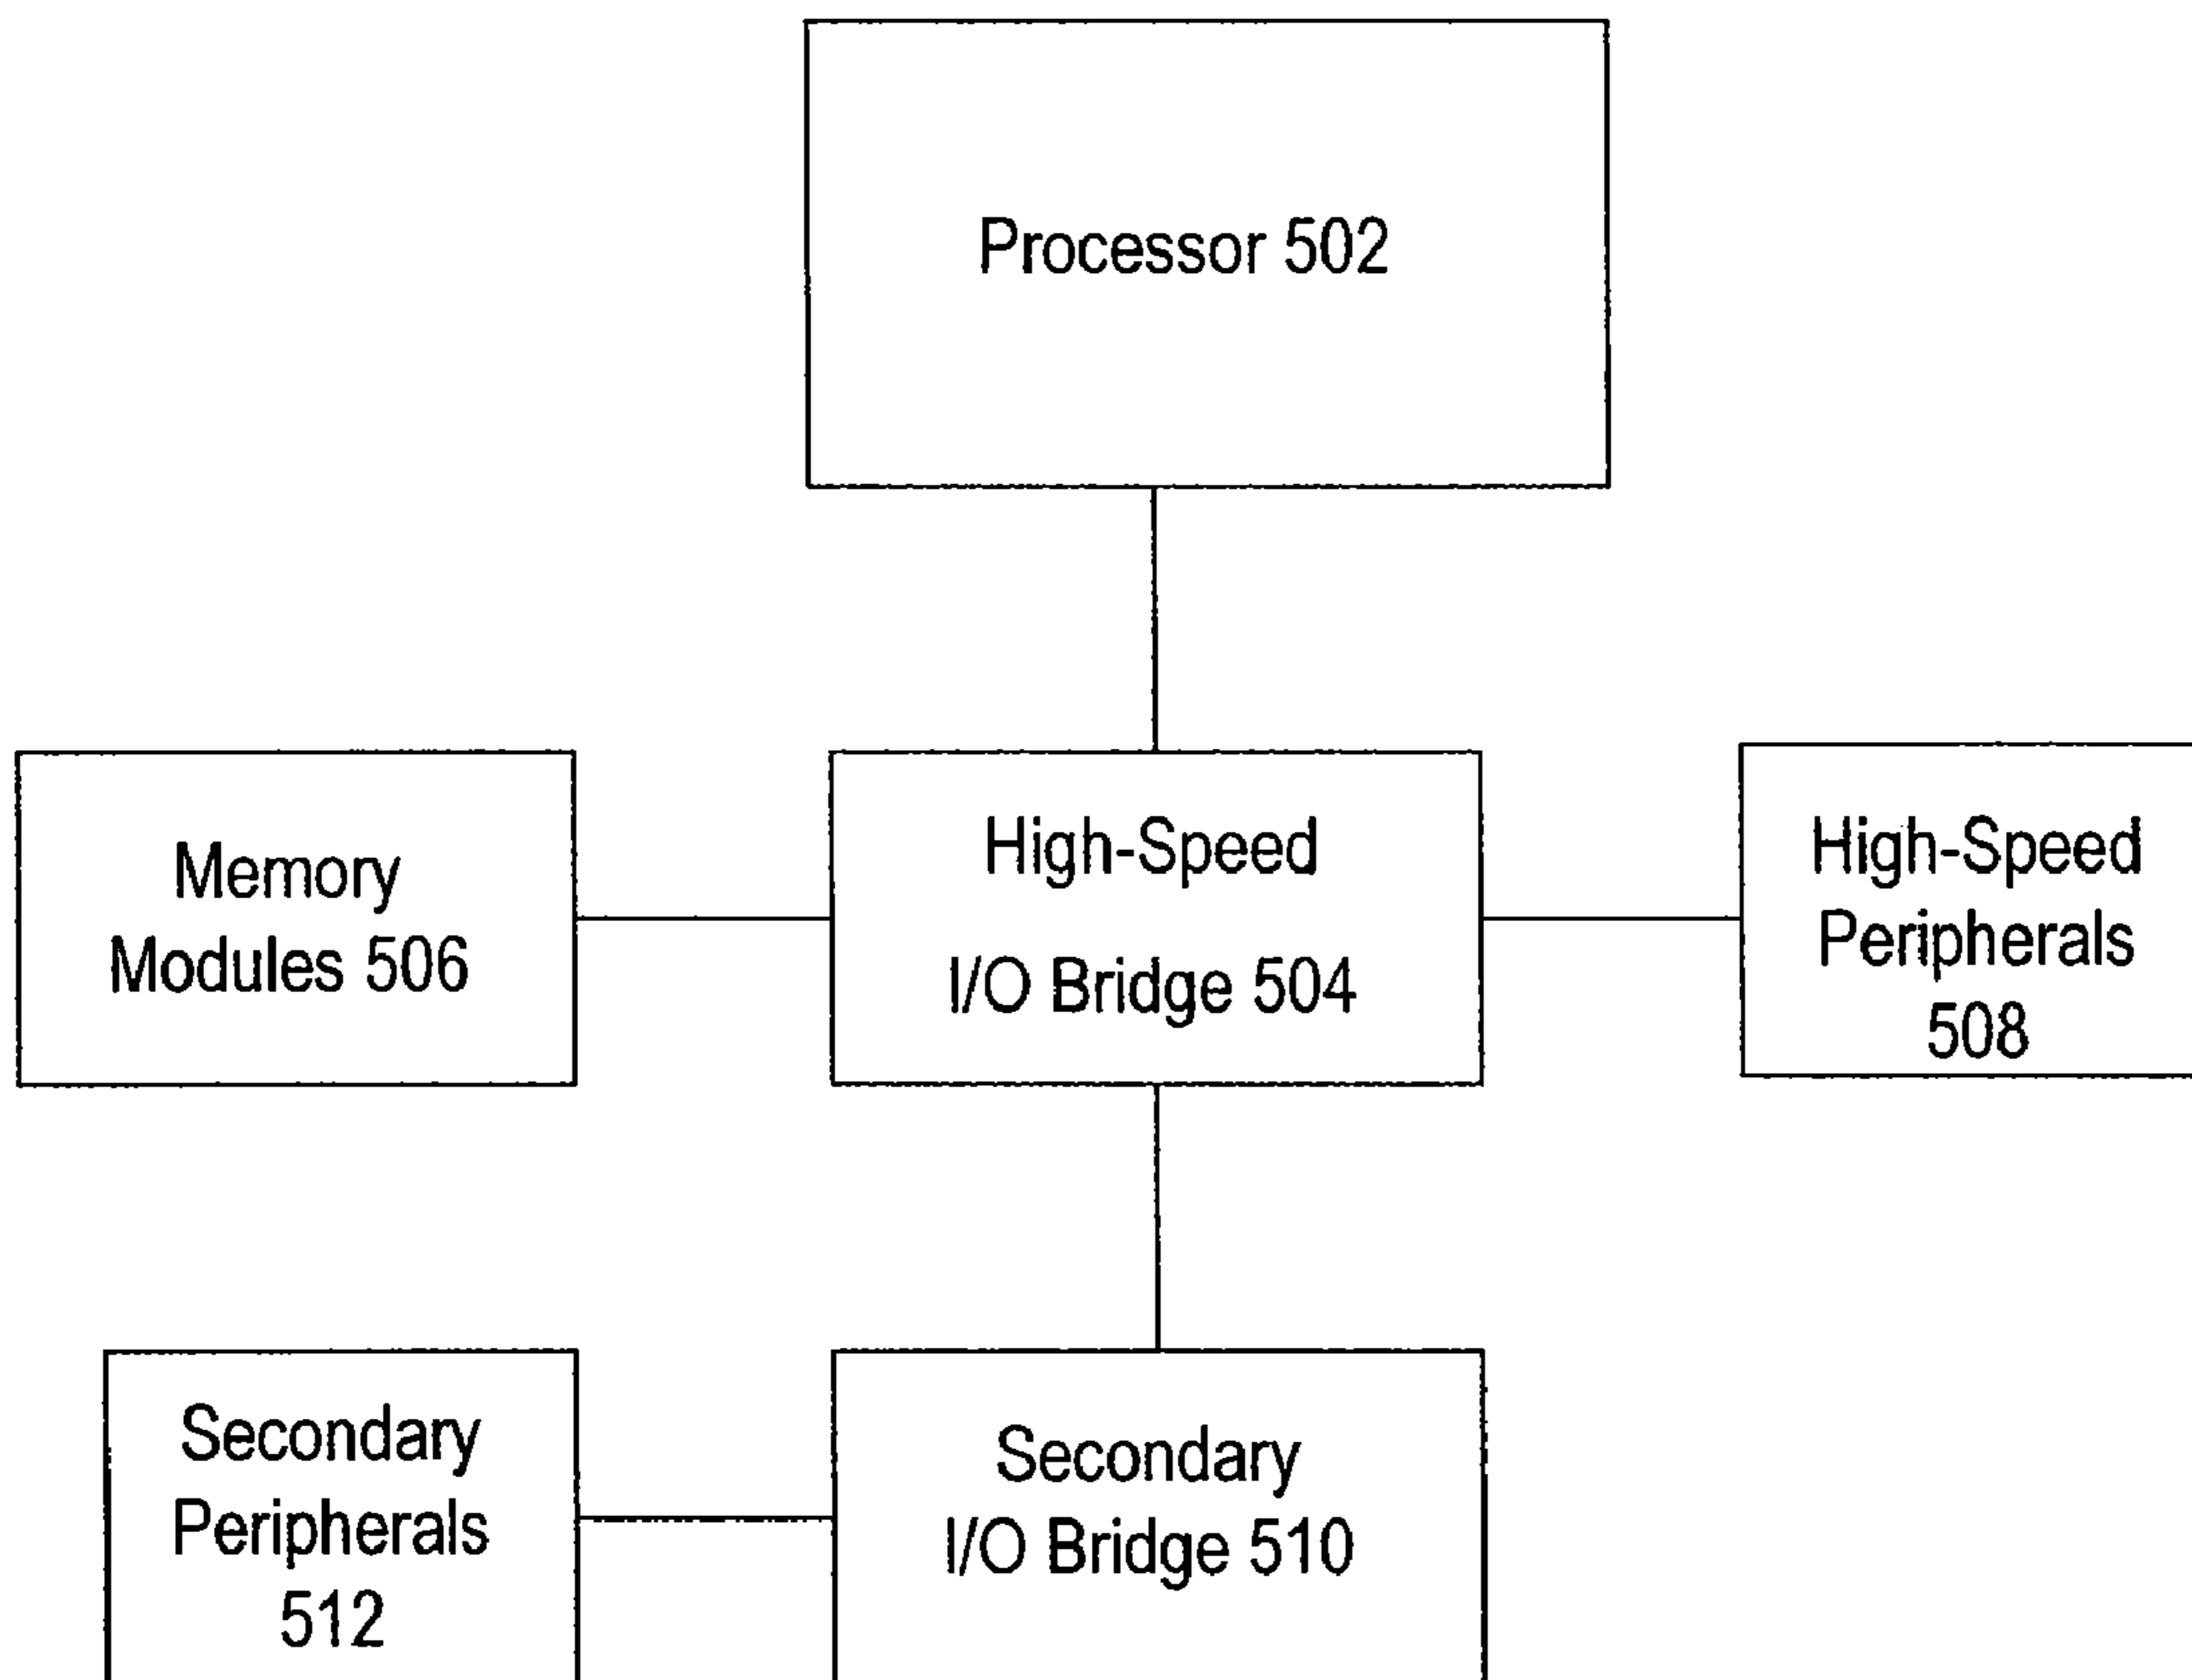 Processor 502
Memory
Modules 506
High-Speed
I/O Bridge 504
High-Speed
Peripherals
508
Secondary
Peripherals
512
Secondary
I/O Bridge 510